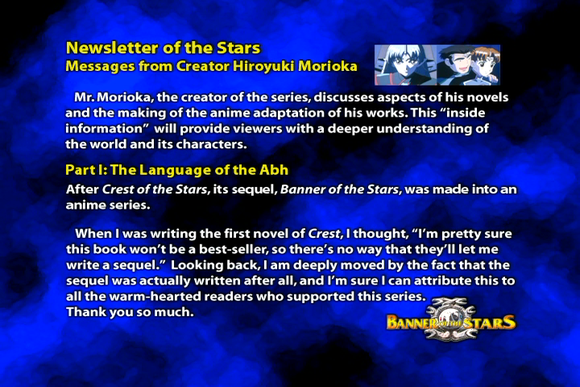 Newsletter of the Stars
Messages from Creator Hiroyuki Morioka
Mr. Morioka, the creator of the series, discusses aspects of his novels
and the making of the anime adaptation of his works. This “inside
information” will provide viewers with a deeper understanding of
the world and its characters.
Part I: The Language of the Abh
After Crest of the Stars, its sequel, Banner of the Stars, was made into an
anime series.
When I was writing the first novel of Crest, I thought, “I’m pretty sure
this book won’t be a best-seller, so there’s no way that they’ll let me
write a sequel.” Looking back, I am deeply moved by the fact that the
sequel was actually written after all, and I’m sure I can attribute this to
all the warm-hearted readers who supported this series.
Thank you so much.
BANNER OF THE STARS